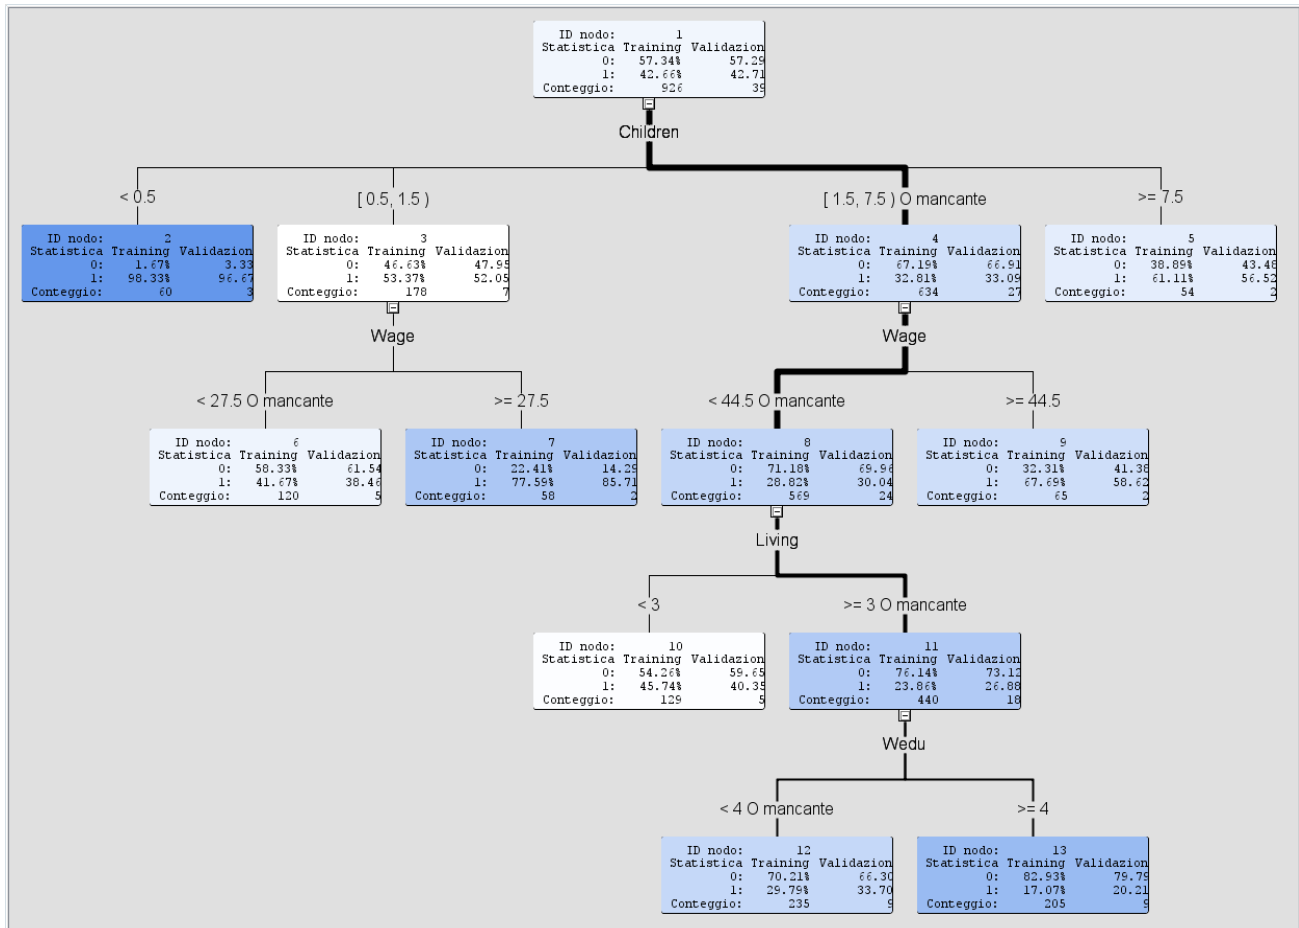 ID nodo: 1
Statistica Training Validazion
0: 57.34% 57.29
1: 42.66% 42.71
Conteggio: 926 39
Children
< 0.5
[ 0.5, 1.5 )
[ 1.5, 7.5 ) O mancante
>= 7.5
ID nodo: 2
Statistica Training Validazion
0: 1.67% 3.33
1: 98.33% 96.67
Conteggio: 60 3
ID nodo: 3
Statistica Training Validazion
0: 46.63% 47.95
1: 53.37% 52.05
Conteggio: 178 7
ID nodo: 4
Statistica Training Validazion
0: 67.19% 66.91
1: 32.81% 33.09
Conteggio: 634 27
ID nodo: 5
Statistica Training Validazion
0: 38.89% 43.48
1: 61.11% 56.52
Conteggio: 54 2
Wage
Wage
< 27.5 O mancante
>= 27.5
< 44.5 O mancante
>= 44.5
ID nodo: 6
Statistica Training Validazion
0: 58.33% 61.54
1: 41.67% 38.46
Conteggio: 120 5
ID nodo: 7
Statistica Training Validazion
0: 22.41% 14.29
1: 77.59% 85.71
Conteggio: 58 2
ID nodo: 8
Statistica Training Validazion
0: 71.18% 69.96
1: 28.82% 30.04
Conteggio: 569 24
ID nodo: 9
Statistica Training Validazion
0: 32.31% 41.38
1: 67.69% 58.62
Conteggio: 65 2
Living
< 3
>= 3 O mancante
ID nodo: 10
Statistica Training Validazion
0: 54.26% 59.65
1: 45.74% 40.35
Conteggio: 129 5
ID nodo: 11
Statistica Training Validazion
0: 76.14% 73.12
1: 23.86% 26.88
Conteggio: 440 18
Wedu
< 4 O mancante
>= 4
ID nodo: 12
Statistica Training Validazion
0: 70.21% 66.30
1: 29.79% 33.70
Conteggio: 235 9
ID nodo: 13
Statistica Training Validazion
0: 82.93% 79.79
1: 17.07% 20.21
Conteggio: 205 9